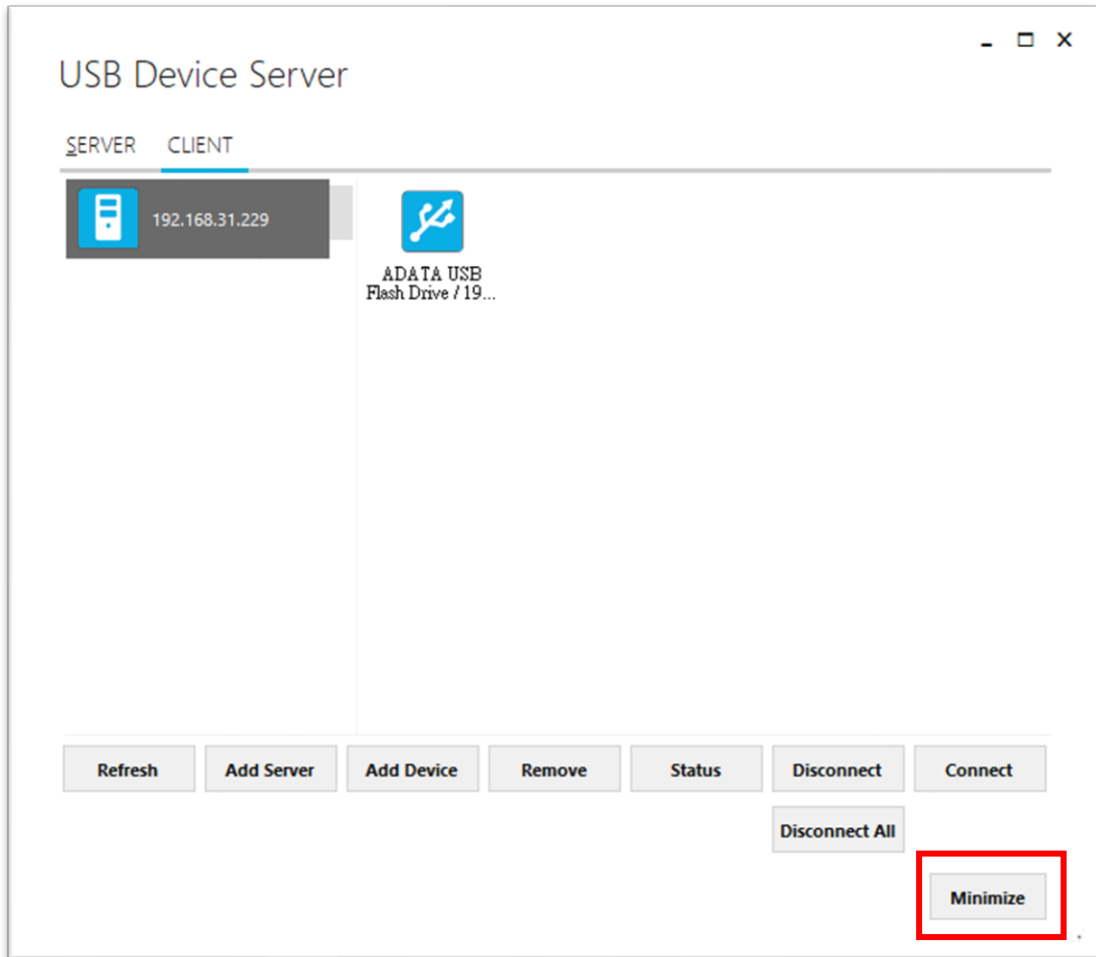 USB Device Server
SERVER CLIENT
192.168.31.229
ADATA USB
Flash Drive / 19...
Refresh Add Server Add Device Remove Status Disconnect Connect
Disconnect All
Minimize